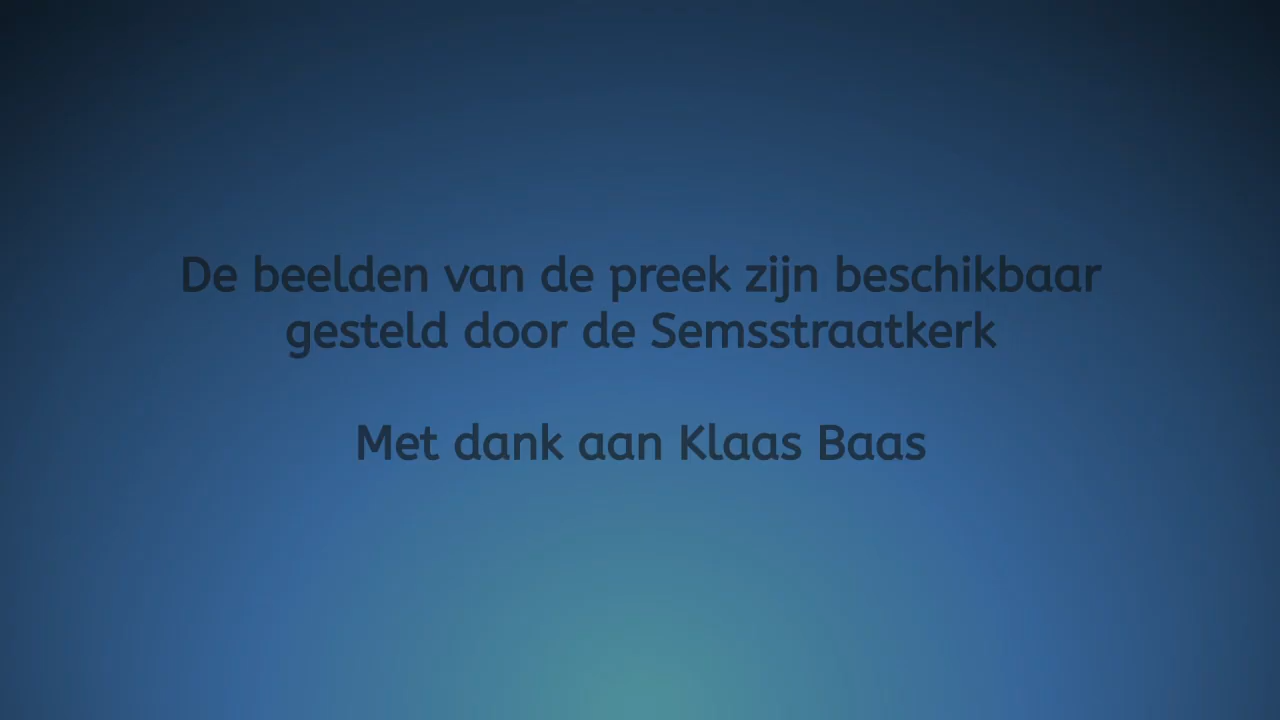 De beelden van de preek zijn beschikbaar
gesteld door de Semsstraatkerk
Met dank aan Klaas Baas